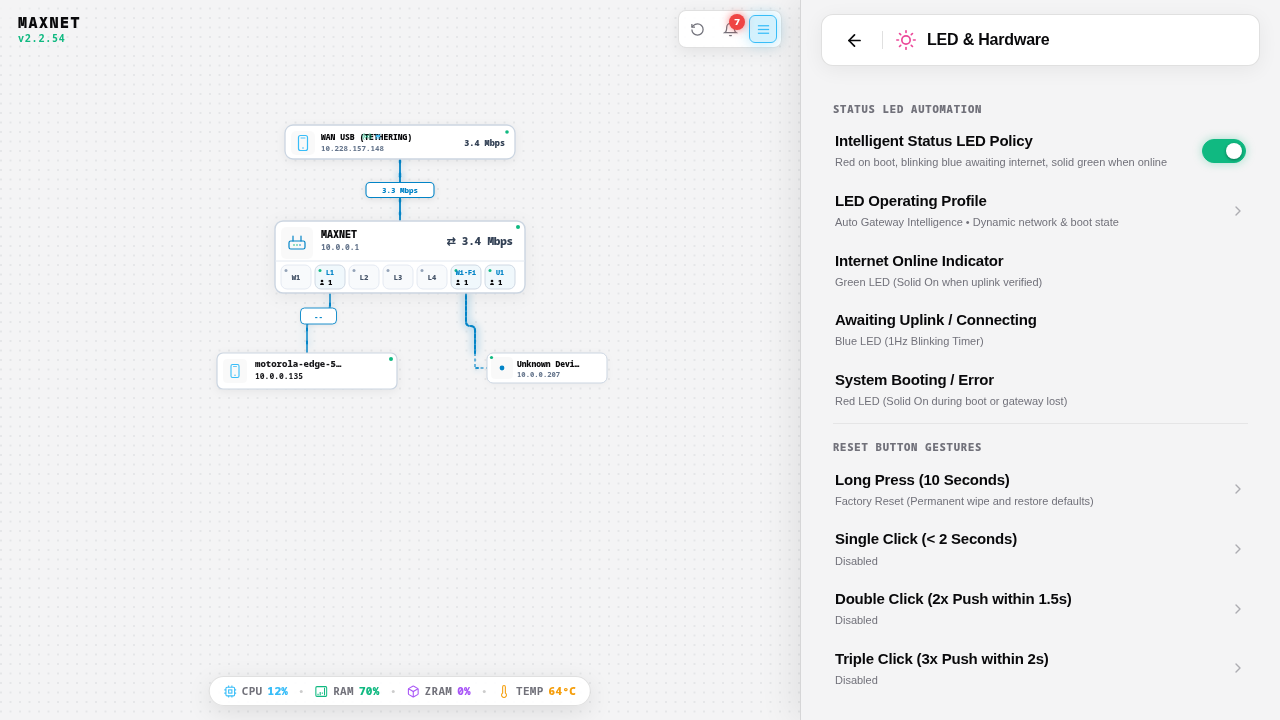 MAXNET
v2.2.54
7
WAN USB (TETHERING)
10.228.157.148
3.4 Mbps
3.3 Mbps
MAXNET
10.0.0.1
⇄ 3.4 Mbps
W1
L1
1
L2
L3
L4
Wi-Fi
1
U1
1
--
motorola-edge-5…
10.0.0.135
Unknown Devi…
10.0.0.207
CPU 12% • RAM 70% • ZRAM 0% • TEMP 64°C
LED & Hardware
STATUS LED AUTOMATION
Intelligent Status LED Policy
Red on boot, blinking blue awaiting internet, solid green when online
LED Operating Profile
Auto Gateway Intelligence • Dynamic network & boot state
Internet Online Indicator
Green LED (Solid On when uplink verified)
Awaiting Uplink / Connecting
Blue LED (1Hz Blinking Timer)
System Booting / Error
Red LED (Solid On during boot or gateway lost)
RESET BUTTON GESTURES
Long Press (10 Seconds)
Factory Reset (Permanent wipe and restore defaults)
Single Click (< 2 Seconds)
Disabled
Double Click (2x Push within 1.5s)
Disabled
Triple Click (3x Push within 2s)
Disabled